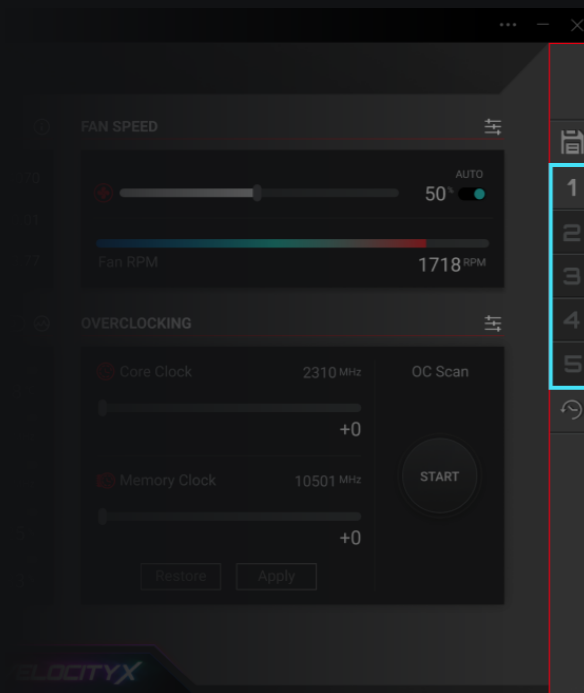 FAN SPEED
AUTO
50 %
Fan RPM
1718 RPM
OVERCLOCKING
Core Clock
2310 MHz
OC Scan
+0
START
Memory Clock
10501 MHz
+0
Restore
Apply
ELOCITYX
1
2
3
4
5